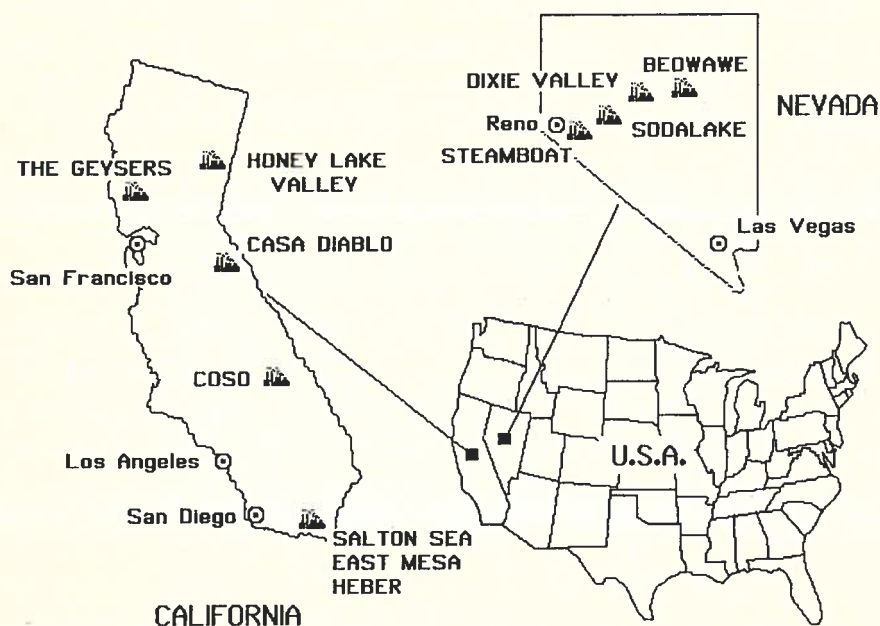 BEOWAWE
DIXIE VALLEY
NEVADA
Reno
SODALAKE
STEAMBOAT
Las Vegas
THE GEYSERS
HONEY LAKE
VALLEY
CASA DIABLO
San Francisco
COSO
U.S.A.
Los Angeles
San Diego
SALTON SEA
EAST MESA
HEBER
CALIFORNIA